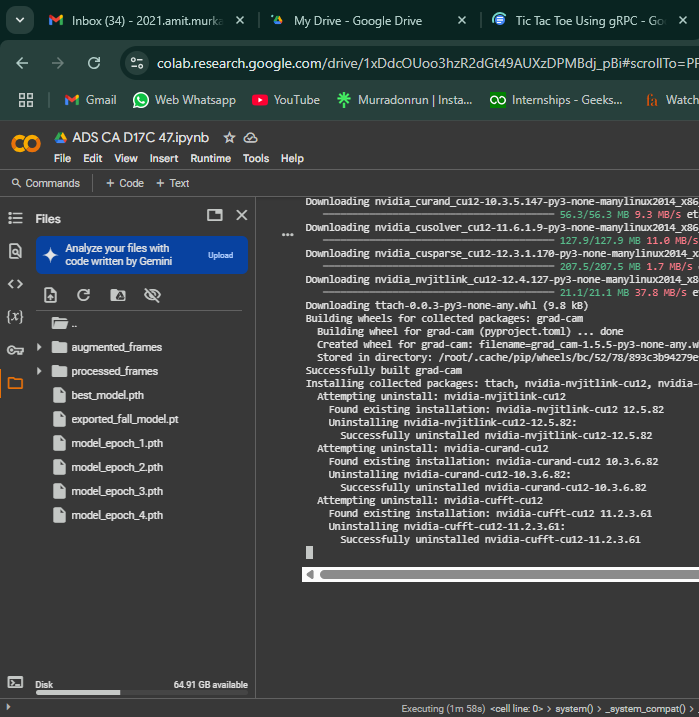 Inbox (34) - 2021.amit.murka
My Drive - Google Drive
Tic Tac Toe Using gRPC - Goo
colab.research.google.com/drive/1xDdcOUoo3hzR2dGt49AUXzDPMBdj_pBi#scrollTo=PF
Gmail
Web Whatsapp
YouTube
Murradonrun | Insta...
Internships - Geeks...
Watch
ADS CA D17C 47.ipynb
File Edit View Insert Runtime Tools Help
Commands + Code + Text
Files
Analyze your files with
code written by Gemini
Upload
..
augmented_frames
processed_frames
best_model.pth
exported_fall_model.pt
model_epoch_1.pth
model_epoch_2.pth
model_epoch_3.pth
model_epoch_4.pth
Disk 64.91 GB available
Downloading nvidia_curand_cu12-10.3.5.147-py3-none-manylinux2014_x86
56.3/56.3 MB 9.3 MB/s et
Downloading nvidia_cusolver_cu12-11.6.1.9-py3-none-manylinux2014_x86
127.9/127.9 MB 11.0 MB/s
Downloading nvidia_cusparse_cu12-12.3.1.170-py3-none-manylinux2014_x
207.5/207.5 MB 1.7 MB/s
Downloading nvidia_nvjitlink_cu12-12.4.127-py3-none-manylinux2014_x8
21.1/21.1 MB 37.8 MB/s et
Downloading ttach-0.0.3-py3-none-any.whl (9.8 kB)
Building wheels for collected packages: grad-cam
Building wheel for grad-cam (pyproject.toml) ... done
Created wheel for grad-cam: filename=grad_cam-1.5.5-py3-none-any.w
Stored in directory: /root/.cache/pip/wheels/bc/52/78/893c3b94279e
Successfully built grad-cam
Installing collected packages: ttach, nvidia-nvjitlink-cu12, nvidia-
Attempting uninstall: nvidia-nvjitlink-cu12
Found existing installation: nvidia-nvjitlink-cu12 12.5.82
Uninstalling nvidia-nvjitlink-cu12-12.5.82:
Successfully uninstalled nvidia-nvjitlink-cu12-12.5.82
Attempting uninstall: nvidia-curand-cu12
Found existing installation: nvidia-curand-cu12 10.3.6.82
Uninstalling nvidia-curand-cu12-10.3.6.82:
Successfully uninstalled nvidia-curand-cu12-10.3.6.82
Attempting uninstall: nvidia-cufft-cu12
Found existing installation: nvidia-cufft-cu12 11.2.3.61
Uninstalling nvidia-cufft-cu12-11.2.3.61:
Successfully uninstalled nvidia-cufft-cu12-11.2.3.61
Executing (1m 58s) <cell line: 0> > system() > _system_compat() >